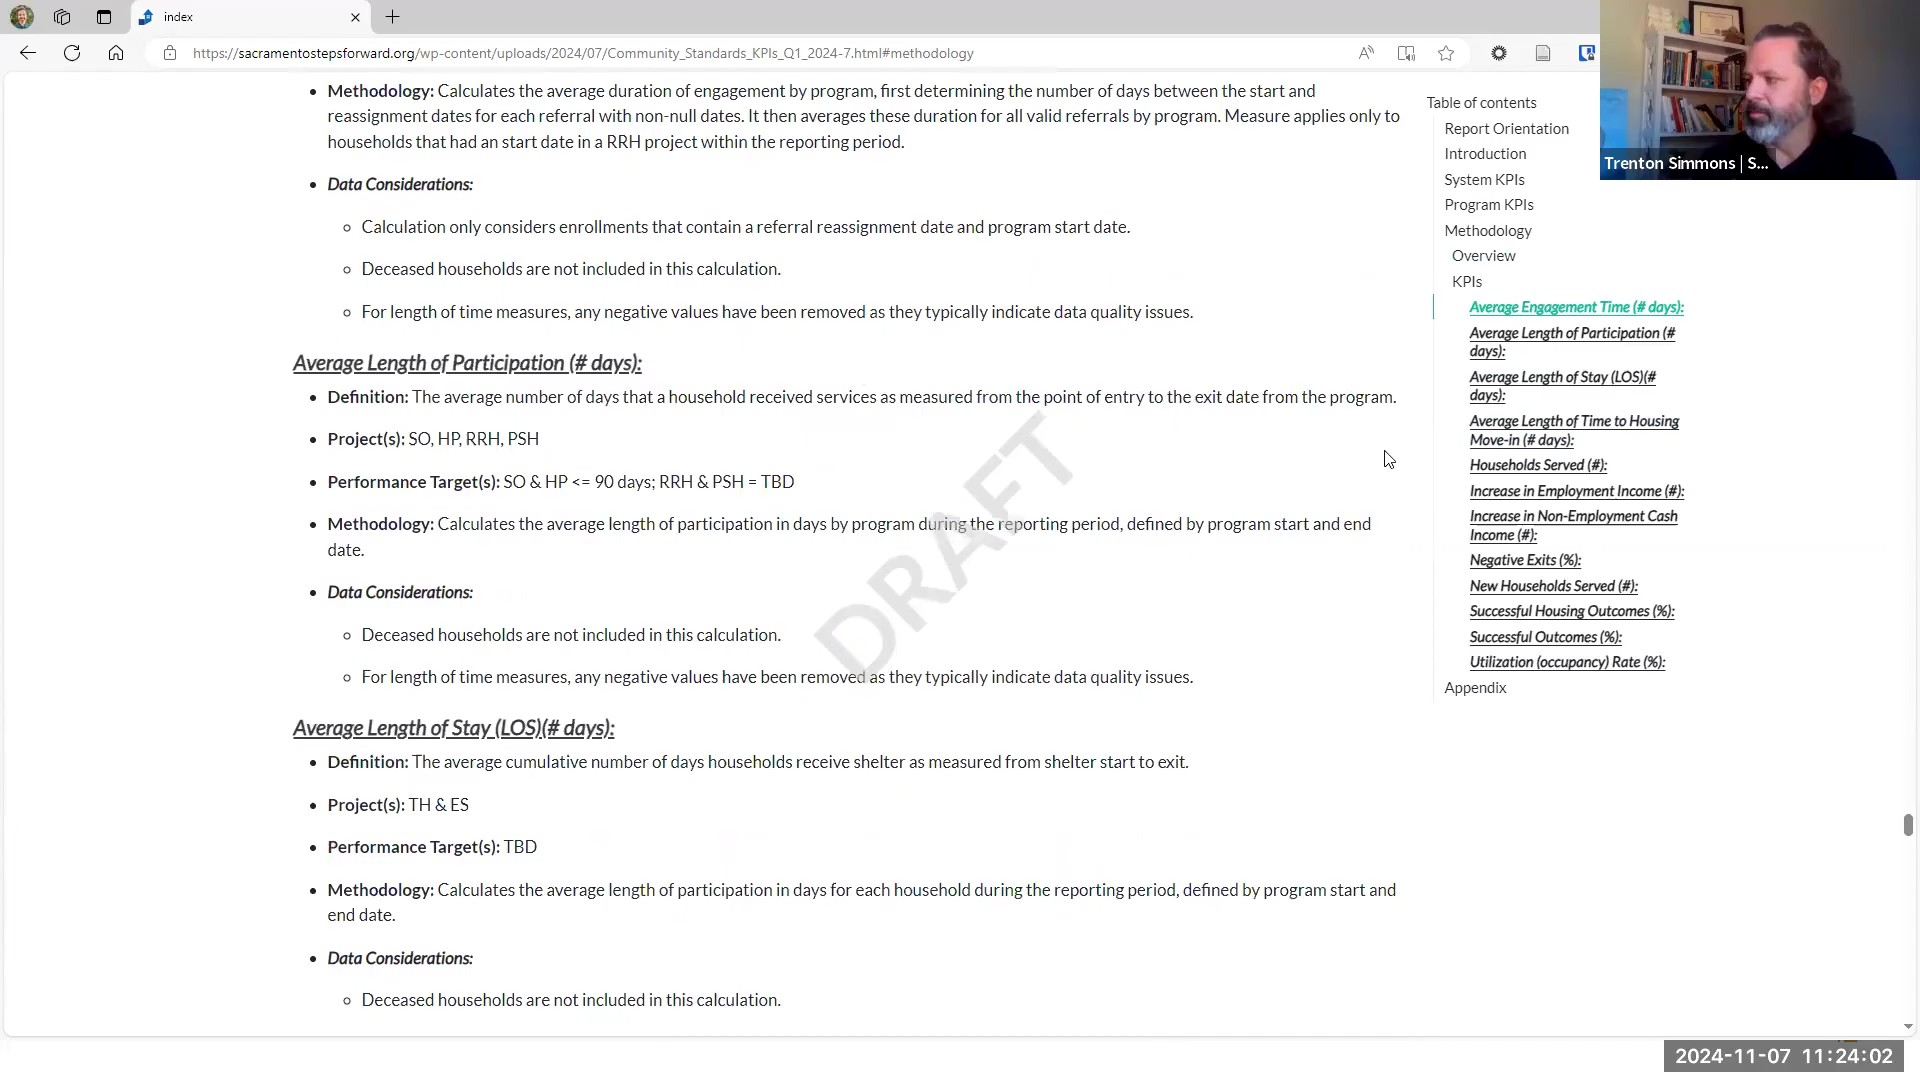 index
https://sacramentostepsforward.org/wp-content/uploads/2024/07/Community_Standards_KPIs_Q1_2024-7.html#methodology
Methodology: Calculates the average duration of engagement by program, first determining the number of days between the start and
reassignment dates for each referral with non-null dates. It then averages these duration for all valid referrals by program. Measure applies only to
households that had an start date in a RRH project within the reporting period.
Data Considerations:
Calculation only considers enrollments that contain a referral reassignment date and program start date.
Deceased households are not included in this calculation.
For length of time measures, any negative values have been removed as they typically indicate data quality issues.
Average Length of Participation (# days):
Definition: The average number of days that a household received services as measured from the point of entry to the exit date from the program.
Project(s): SO, HP, RRH, PSH
Performance Target(s): SO & HP <= 90 days; RRH & PSH = TBD
Methodology: Calculates the average length of participation in days by program during the reporting period, defined by program start and end
date.
Data Considerations:
Deceased households are not included in this calculation.
For length of time measures, any negative values have been removed as they typically indicate data quality issues.
DRAFT
Average Length of Stay (LOS)(# days):
Definition: The average cumulative number of days households receive shelter as measured from shelter start to exit.
Project(s): TH & ES
Performance Target(s): TBD
Methodology: Calculates the average length of participation in days for each household during the reporting period, defined by program start and
end date.
Data Considerations:
Deceased households are not included in this calculation.
Table of contents
Report Orientation
Introduction
System KPIs
Program KPIs
Methodology
Overview
KPIs
Average Engagement Time (# days):
Average Length of Participation (#
days):
Average Length of Stay (LOS)(#
days):
Average Length of Time to Housing
Move-in (# days):
Households Served (#):
Increase in Employment Income (#):
Increase in Non-Employment Cash
Income (#):
Negative Exits (%):
New Households Served (#):
Successful Housing Outcomes (%):
Successful Outcomes (%):
Utilization (occupancy) Rate (%):
Appendix
Trenton Simmons | S...
2024-11-07 11:24:02